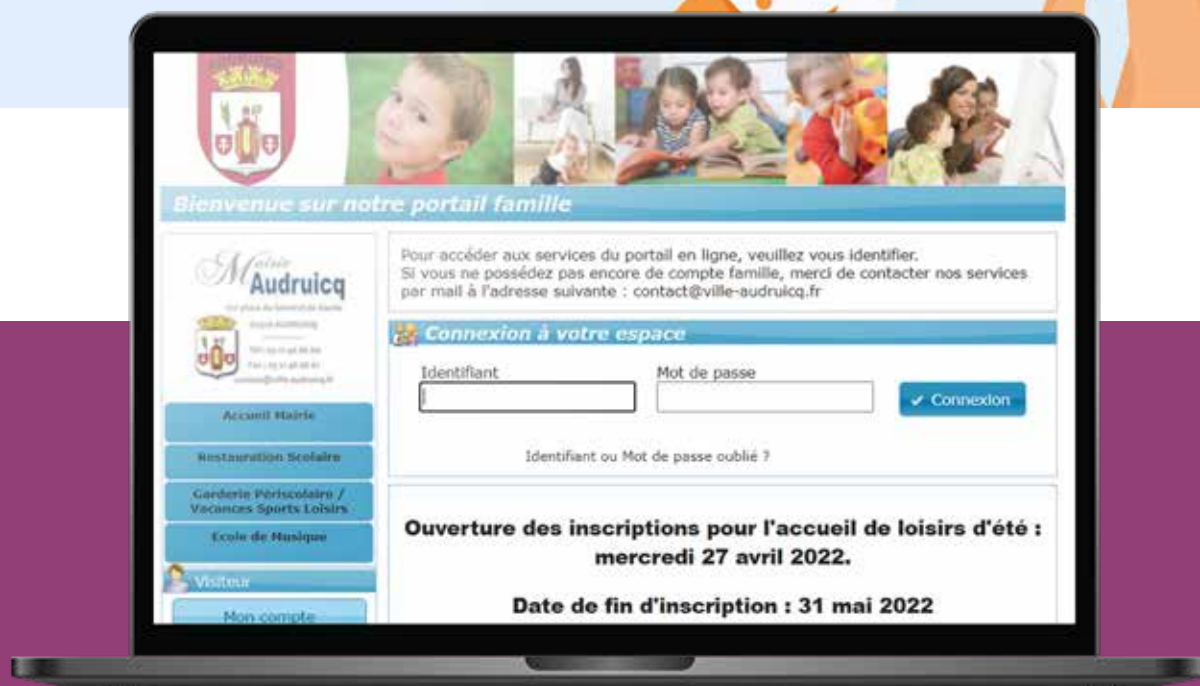 Bienvenue sur notre portail famille
Mairie
Audruicq
Pour accéder aux services du portail en ligne, veuillez vous identifier.
Si vous ne possédez pas encore de compte famille, merci de contacter nos services
par mail à l'adresse suivante : contact@ville-audruicq.fr
Connexion à votre espace
Identifiant
Mot de passe
Connexion
Identifiant ou Mot de passe oublié ?
Accueil Mairie
Restauration Scolaire
Garderie Périscolaire /
Vacances Sports Loisirs
Ecole de Musique
Visiteur
Mon compte
Ouverture des inscriptions pour l'accueil de loisirs d'été :
mercredi 27 avril 2022.
Date de fin d'inscription : 31 mai 2022